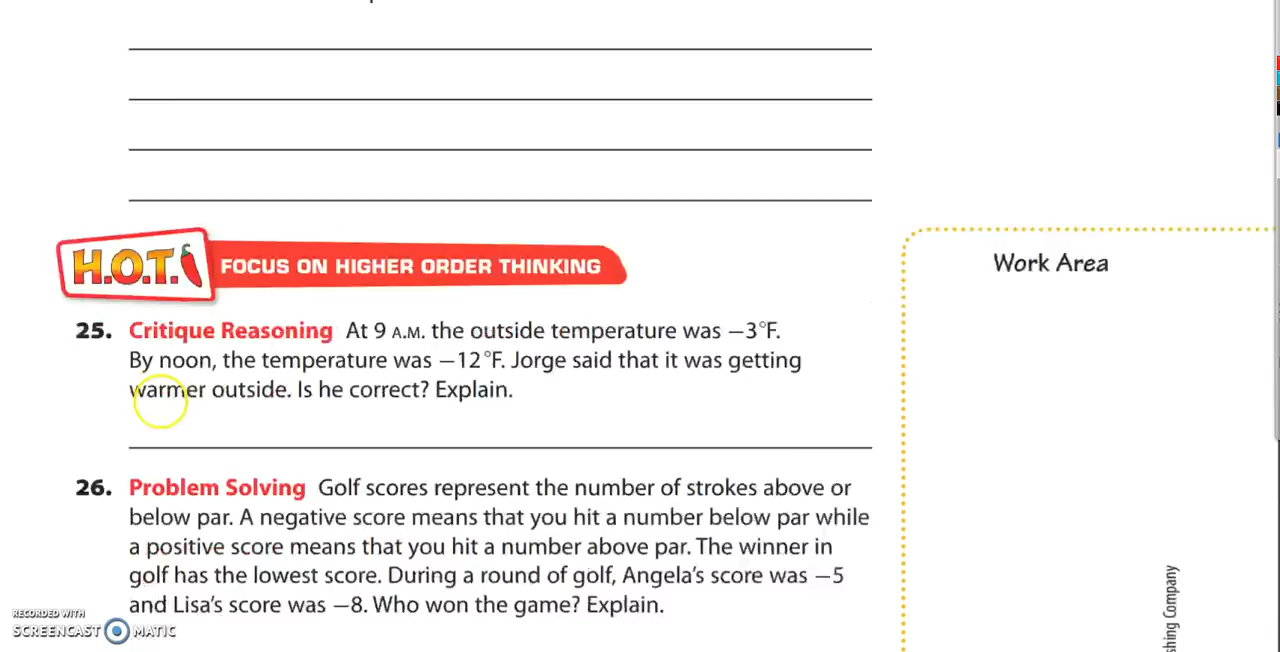 H.O.T. FOCUS ON HIGHER ORDER THINKING
Work Area
25. Critique Reasoning At 9 A.M. the outside temperature was −3°F.
By noon, the temperature was −12°F. Jorge said that it was getting
warmer outside. Is he correct? Explain.
26. Problem Solving Golf scores represent the number of strokes above or
below par. A negative score means that you hit a number below par while
a positive score means that you hit a number above par. The winner in
golf has the lowest score. During a round of golf, Angela's score was −5
and Lisa's score was −8. Who won the game? Explain.
RECORDED WITH
SCREENCAST MATIC
Company